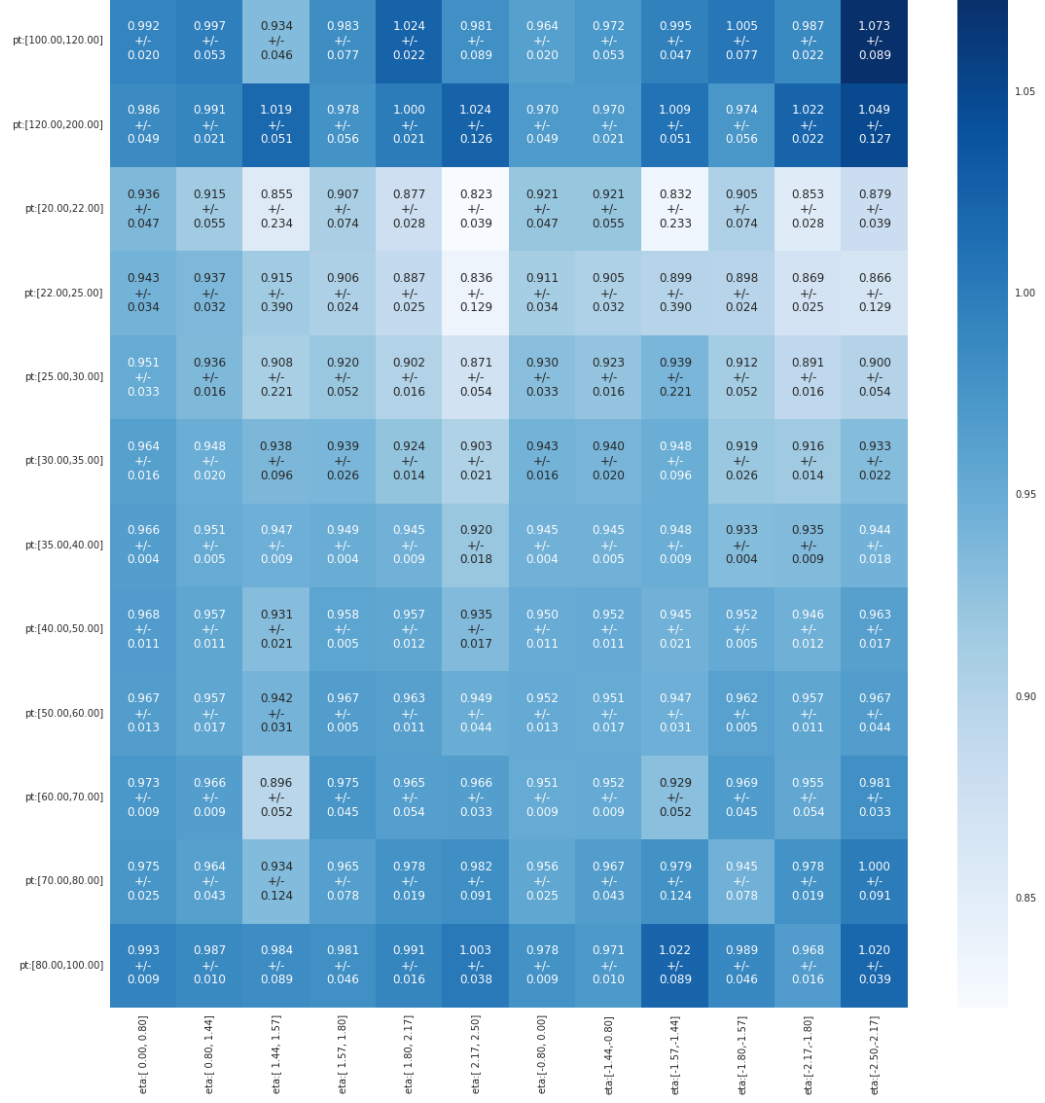 0.992 0.997 0.934 0.983 1.024 0.981 0.964 0.972 0.995 1.005 0.987 1.073
pt:[100.00,120.00] +/- +/- +/- +/- +/- +/- +/- +/- +/- +/- +/- +/-
0.020 0.053 0.046 0.077 0.022 0.089 0.020 0.053 0.047 0.077 0.022 0.089
1.05
0.986 0.991 1.019 0.978 1.000 1.024 0.970 0.970 1.009 0.974 1.022 1.049
pt:[120.00,200.00] +/- +/- +/- +/- +/- +/- +/- +/- +/- +/- +/- +/-
0.049 0.021 0.051 0.056 0.021 0.126 0.049 0.021 0.051 0.056 0.022 0.127
0.936 0.915 0.855 0.907 0.877 0.823 0.921 0.921 0.832 0.905 0.853 0.879
pt:[20.00,22.00] +/- +/- +/- +/- +/- +/- +/- +/- +/- +/- +/- +/-
0.047 0.055 0.234 0.074 0.028 0.039 0.047 0.055 0.233 0.074 0.028 0.039
0.943 0.937 0.915 0.906 0.887 0.836 0.911 0.905 0.899 0.898 0.869 0.866
pt:[22.00,25.00] +/- +/- +/- +/- +/- +/- +/- +/- +/- +/- +/- +/- 1.00
0.034 0.032 0.390 0.024 0.025 0.129 0.034 0.032 0.390 0.024 0.025 0.129
0.951 0.936 0.908 0.920 0.902 0.871 0.930 0.923 0.939 0.912 0.891 0.900
pt:[25.00,30.00] +/- +/- +/- +/- +/- +/- +/- +/- +/- +/- +/- +/-
0.033 0.016 0.221 0.052 0.016 0.054 0.033 0.016 0.221 0.052 0.016 0.054
0.964 0.948 0.938 0.939 0.924 0.903 0.943 0.940 0.948 0.919 0.916 0.933
pt:[30.00,35.00] +/- +/- +/- +/- +/- +/- +/- +/- +/- +/- +/- +/-
0.016 0.020 0.096 0.026 0.014 0.021 0.016 0.020 0.096 0.026 0.014 0.022
0.95
0.966 0.951 0.947 0.949 0.945 0.920 0.945 0.945 0.948 0.933 0.935 0.944
pt:[35.00,40.00] +/- +/- +/- +/- +/- +/- +/- +/- +/- +/- +/- +/-
0.004 0.005 0.009 0.004 0.009 0.018 0.004 0.005 0.009 0.004 0.009 0.018
0.968 0.957 0.931 0.958 0.957 0.935 0.950 0.952 0.945 0.952 0.946 0.963
pt:[40.00,50.00] +/- +/- +/- +/- +/- +/- +/- +/- +/- +/- +/- +/-
0.011 0.011 0.021 0.005 0.012 0.017 0.011 0.011 0.021 0.005 0.012 0.017
0.967 0.957 0.942 0.967 0.963 0.949 0.952 0.951 0.947 0.962 0.957 0.967
pt:[50.00,60.00] +/- +/- +/- +/- +/- +/- +/- +/- +/- +/- +/- +/- 0.90
0.013 0.017 0.031 0.005 0.011 0.044 0.013 0.017 0.031 0.005 0.011 0.044
0.973 0.966 0.896 0.975 0.965 0.966 0.951 0.952 0.929 0.969 0.955 0.981
pt:[60.00,70.00] +/- +/- +/- +/- +/- +/- +/- +/- +/- +/- +/- +/-
0.009 0.009 0.052 0.045 0.054 0.033 0.009 0.009 0.052 0.045 0.054 0.033
0.975 0.964 0.934 0.965 0.978 0.982 0.956 0.967 0.979 0.945 0.978 1.000
pt:[70.00,80.00] +/- +/- +/- +/- +/- +/- +/- +/- +/- +/- +/- +/-
0.025 0.043 0.124 0.078 0.019 0.091 0.025 0.043 0.124 0.078 0.019 0.091
0.85
0.993 0.987 0.984 0.981 0.991 1.003 0.978 0.971 1.022 0.989 0.968 1.020
pt:[80.00,100.00] +/- +/- +/- +/- +/- +/- +/- +/- +/- +/- +/- +/-
0.009 0.010 0.089 0.046 0.016 0.038 0.009 0.010 0.089 0.046 0.016 0.039
eta:[ 0.00, 0.80]
eta:[ 0.80, 1.44]
eta:[ 1.44, 1.57]
eta:[ 1.57, 1.80]
eta:[ 1.80, 2.17]
eta:[ 2.17, 2.50]
eta:[-0.80, 0.00]
eta:[-1.44,-0.80]
eta:[-1.57,-1.44]
eta:[-1.80,-1.57]
eta:[-2.17,-1.80]
eta:[-2.50,-2.17]